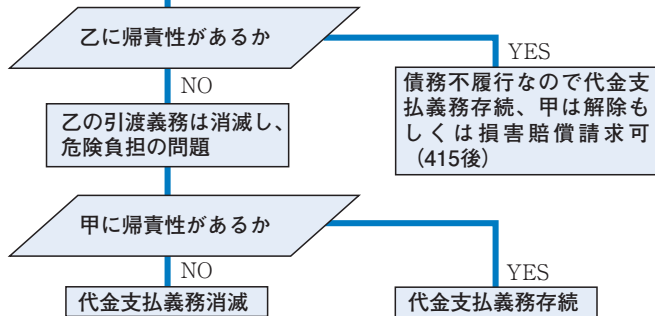 乙に帰責性があるか
YES
NO
債務不履行なので代金支
払義務存続、甲は解除も
しくは損害賠償請求可
（415後）
乙の引渡義務は消滅し、
危険負担の問題
甲に帰責性があるか
NO
YES
代金支払義務消滅
代金支払義務存続